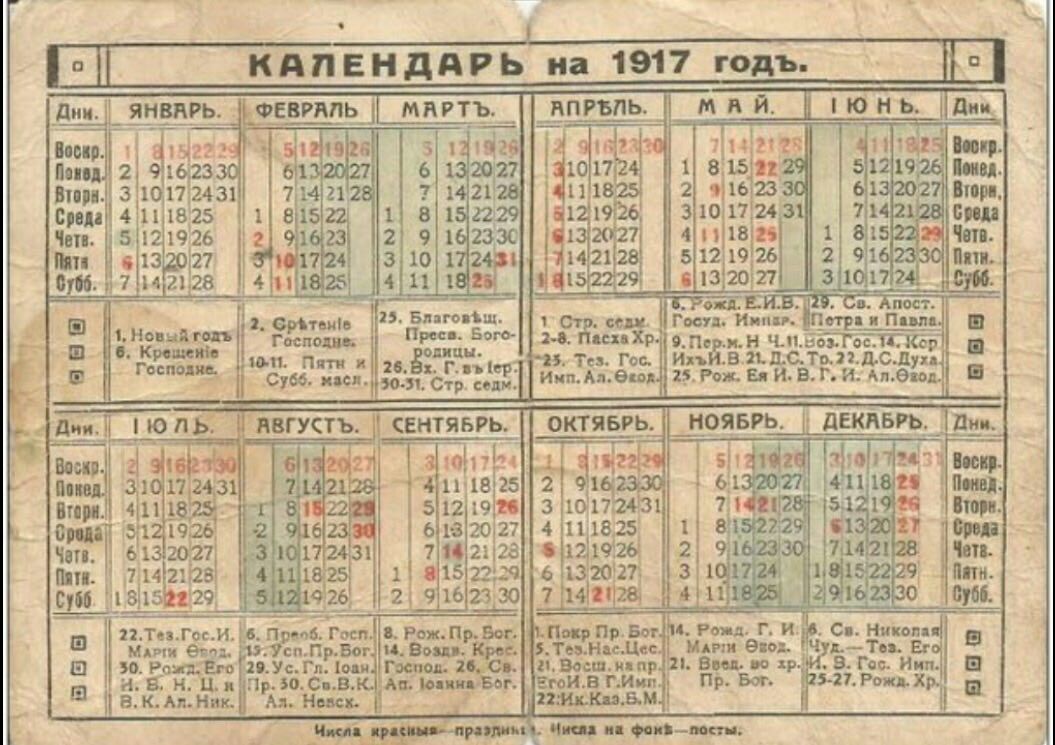 КАЛЕНДАРЬ на 1917 годъ.
Дни. ЯНВАРЬ. ФЕВРАЛЬ МАРТЪ. АПРѢЛЬ. МАЙ. ІЮНЬ. Дни
Воскр. 1 8 15 22 29 5 12 19 26 5 12 19 26 2 9 16 23 30 7 14 21 28 4 11 18 25 Воскр.
Понед. 2 9 16 23 30 6 13 20 27 6 13 20 27 3 10 17 24 1 8 15 22 29 5 12 19 26 Понед.
Вторн. 3 10 17 24 31 7 14 21 28 7 14 21 28 4 11 18 25 2 9 16 23 30 6 13 20 27 Вторн.
Среда 4 11 18 25 1 8 15 22 1 8 15 22 29 5 12 19 26 3 10 17 24 31 7 14 21 28 Среда
Четв. 5 12 19 26 2 9 16 23 2 9 16 23 30 6 13 20 27 4 11 18 25 1 8 15 22 29 Четв.
Пятн 6 13 20 27 3 10 17 24 3 10 17 24 31 7 14 21 28 5 12 19 26 2 9 16 23 30 Пятн.
Субб. 7 14 21 28 4 11 18 25 4 11 18 25 1 8 15 22 29 6 13 20 27 3 10 17 24 Субб.
1. Новый годъ
6. Крещеніе
Господне.
2. Срѣтеніе
Господне.
10-11. Пятн и
Субб. масл.
25. Благовѣщ.
Пресв. Бого-
родицы.
26. Вх. Г. въ Іер.
30-31. Стр. седм.
1. Стр. седм.
2-8. Пасха Хр.
23. Тез. Гос.
Имп. Ал. Ѳеод.
6. Рожд. Е. И. В.
Госуд. Импер.
29. Св. Апост.
Петра и Павла.
9. Пер. м. Н Ч. 11. Воз. Гос. 14. Кор
ИхъИ. В. 21. Д. С. Тр. 22. Д. С. Духа.
25. Рож. Ея И. В. Г. И. Ал. Ѳеод.
Дни. ІЮЛЬ. АВГУСТЪ. СЕНТЯБРЬ. ОКТЯБРЬ. НОЯБРЬ. ДЕКАБРЬ. Дни.
Воскр. 2 9 16 23 30 6 13 20 27 3 10 17 24 1 8 15 22 29 5 12 19 26 3 10 17 24 31 Воскр.
Понед. 3 10 17 24 31 7 14 21 28 4 11 18 25 2 9 16 23 30 6 13 20 27 4 11 18 25 Понед.
Вторн. 4 11 18 25 1 8 15 22 29 5 12 19 26 3 10 17 24 31 7 14 21 28 5 12 19 26 Вторн.
Среда 5 12 19 26 2 9 16 23 30 6 13 20 27 4 11 18 25 1 8 15 22 29 6 13 20 27 Среда
Четв. 6 13 20 27 3 10 17 24 31 7 14 21 28 5 12 19 26 2 9 16 23 30 7 14 21 28 Четв.
Пятн. 7 14 21 28 4 11 18 25 1 8 15 22 29 6 13 20 27 3 10 17 24 1 8 15 22 29 Пятн.
Субб 1 8 15 22 29 5 12 19 26 2 9 16 23 30 7 14 21 28 4 11 18 25 2 9 16 23 30 Субб.
22. Тез. Гос. И.
Маріи Ѳеод.
30. Рожд. Его
И. В. Н. Ц. и
В. К. Ал. Ник.
6. Преоб. Госп.
15. Усп. Пр. Бог.
29. Ус. Гл. Іоан.
Пр. 30. Св. В. К.
Ал. Невск.
8. Рож. Пр. Бог.
14. Воздв. Крес.
Господ. 26. Св.
Ап. Іоанна Бог.
1. Покр Пр. Бог.
5. Тез. Нас. Цес.
21. Восш. на пр.
Его И. В Г. Имп.
22. Ик. Каз. Б. М.
14. Рожд. Г. И.
Маріи Ѳеод.
21. Введ. во хр.
Пр. Бог.
6. Св. Николая
Чуд.— Тез. Его
И. В. Гос. Имп.
25-27. Рожд. Хр.
Числа красныя—праздники. Числа на фонѣ—посты.